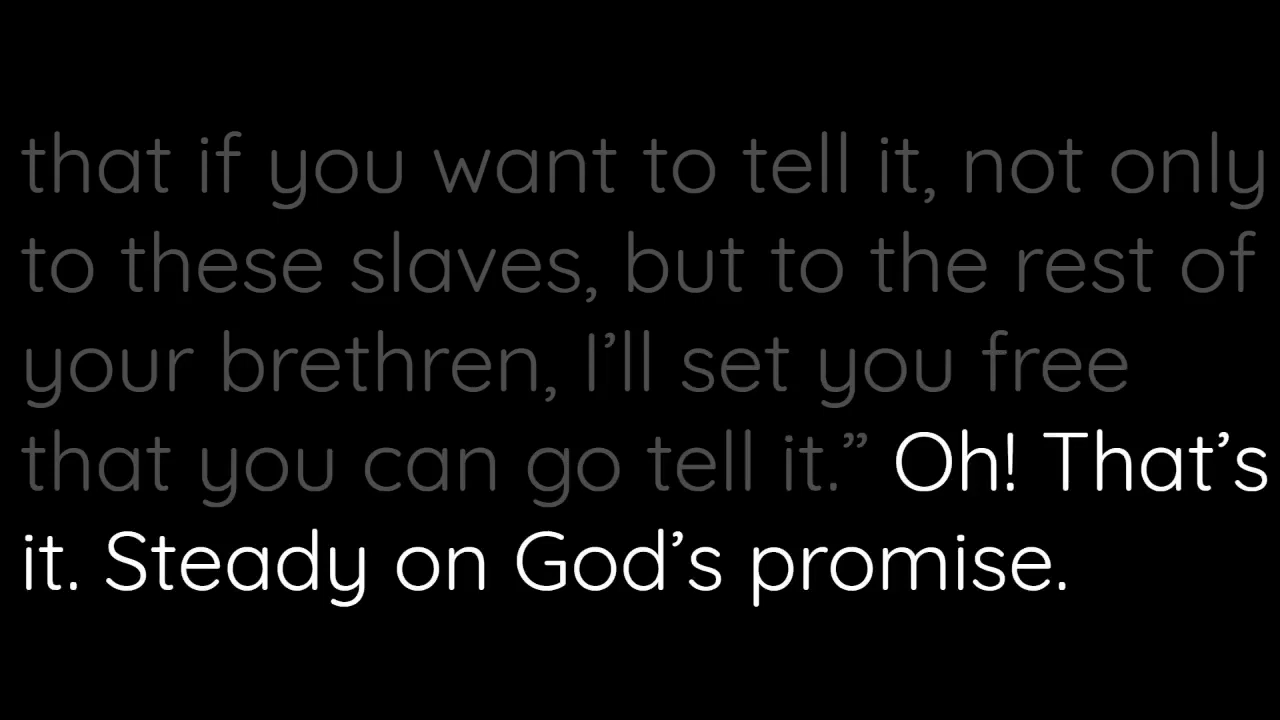 that if you want to tell it, not only
to these slaves, but to the rest of
your brethren, I’ll set you free
that you can go tell it.” Oh! That’s
it. Steady on God’s promise.